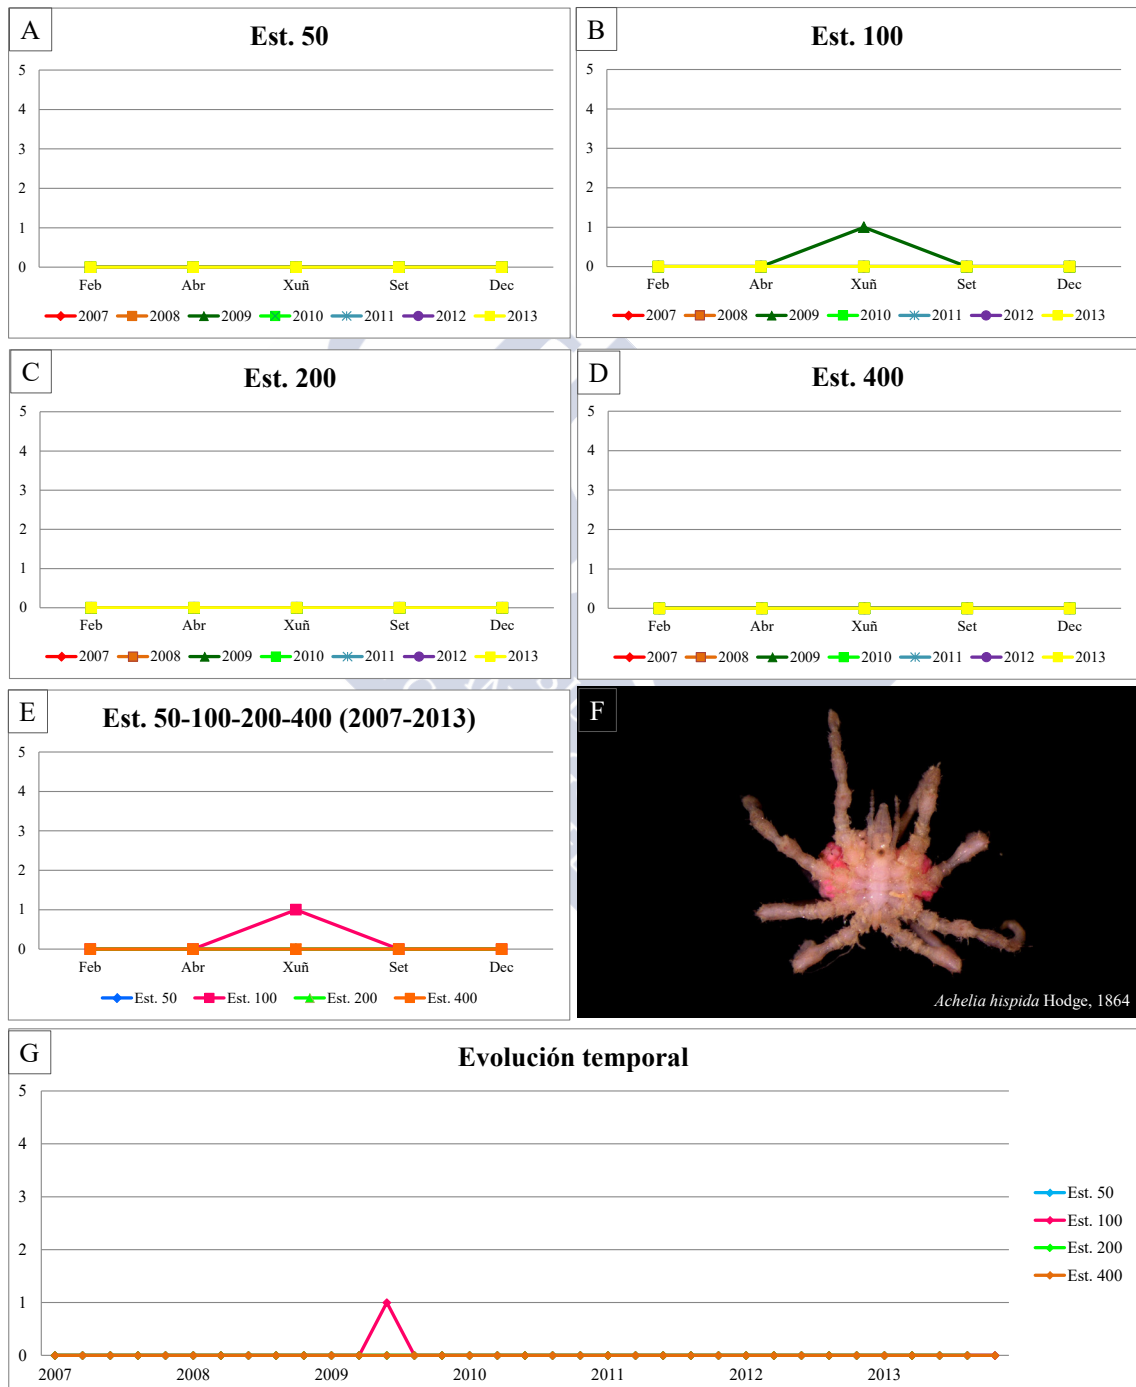 A
Est. 50
5
4
3
2
1
0
Feb Abr Xuñ Set Dec
2007 2008 2009 2010 2011 2012 2013
B
Est. 100
5
4
3
2
1
0
Feb Abr Xuñ Set Dec
2007 2008 2009 2010 2011 2012 2013
C
Est. 200
5
4
3
2
1
0
Feb Abr Xuñ Set Dec
2007 2008 2009 2010 2011 2012 2013
D
Est. 400
5
4
3
2
1
0
Feb Abr Xuñ Set Dec
2007 2008 2009 2010 2011 2012 2013
E
Est. 50-100-200-400 (2007-2013)
5
4
3
2
1
0
Feb Abr Xuñ Set Dec
Est. 50 Est. 100 Est. 200 Est. 400
F
Achelia hispida Hodge, 1864
G
Evolución temporal
5
4
3
2
1
0
2007 2008 2009 2010 2011 2012 2013
Est. 50
Est. 100
Est. 200
Est. 400